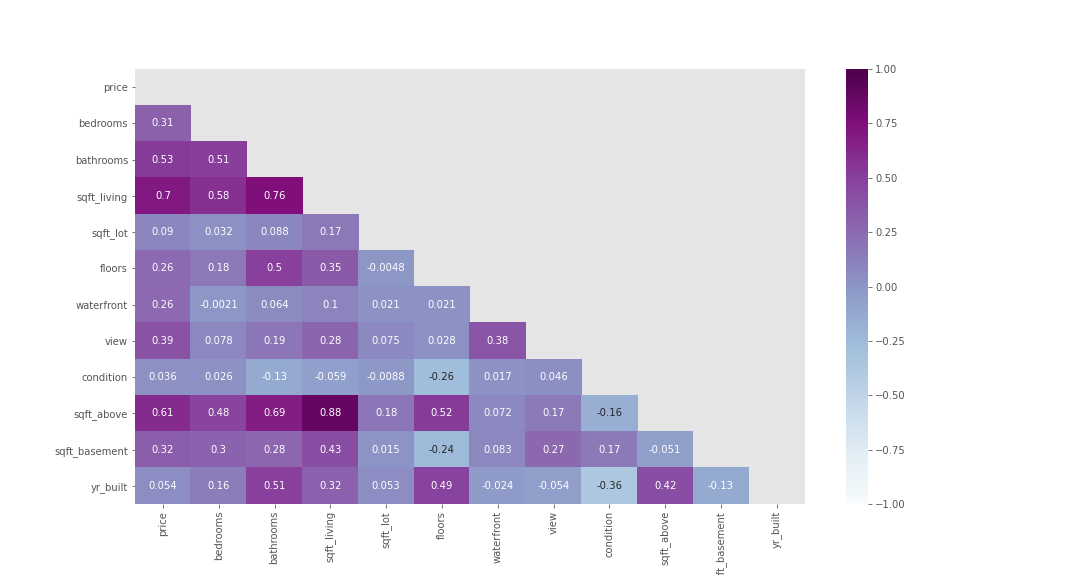 price
bedrooms 0.31
bathrooms 0.53 0.51
sqft_living 0.7 0.58 0.76
sqft_lot 0.09 0.032 0.088 0.17
floors 0.26 0.18 0.5 0.35 -0.0048
waterfront 0.26 -0.0021 0.064 0.1 0.021 0.021
view 0.39 0.078 0.19 0.28 0.075 0.028 0.38
condition 0.036 0.026 -0.13 -0.059 -0.0088 -0.26 0.017 0.046
sqft_above 0.61 0.48 0.69 0.88 0.18 0.52 0.072 0.17 -0.16
sqft_basement 0.32 0.3 0.28 0.43 0.015 -0.24 0.083 0.27 0.17 -0.051
yr_built 0.054 0.16 0.51 0.32 0.053 0.49 -0.024 -0.054 -0.36 0.42 -0.13
price bedrooms bathrooms sqft_living sqft_lot floors waterfront view condition sqft_above ft_basement yr_built
1.00
0.75
0.50
0.25
0.00
−0.25
−0.50
−0.75
−1.00